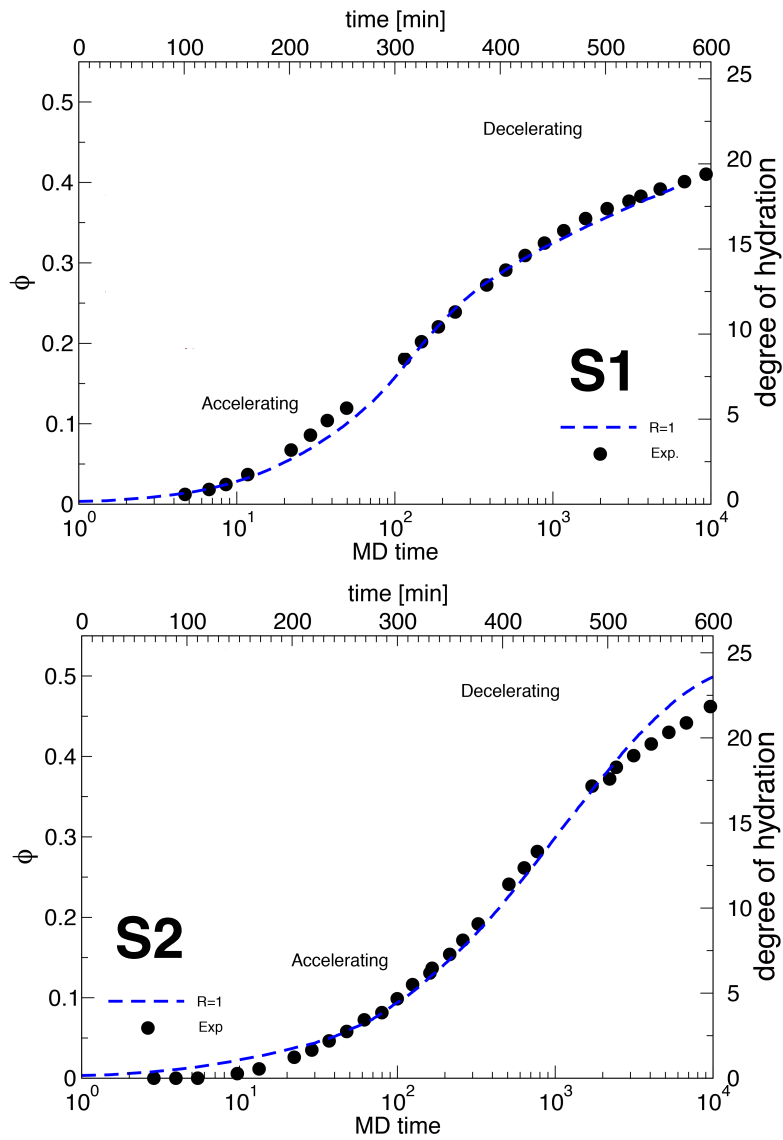 time [min]
0 100 200 300 400 500 600
0.5
0.4
0.3
0.2
0.1
0
ϕ
25
20
15
10
5
0
degree of hydration
Decelerating
Accelerating
S1
R=1
Exp.
10⁰ 10¹ 10² 10³ 10⁴
MD time
time [min]
0 100 200 300 400 500 600
0.5
0.4
0.3
0.2
0.1
0
ϕ
25
20
15
10
5
0
degree of hydration
Decelerating
Accelerating
S2
R=1
Exp
10⁰ 10¹ 10² 10³ 10⁴
MD time